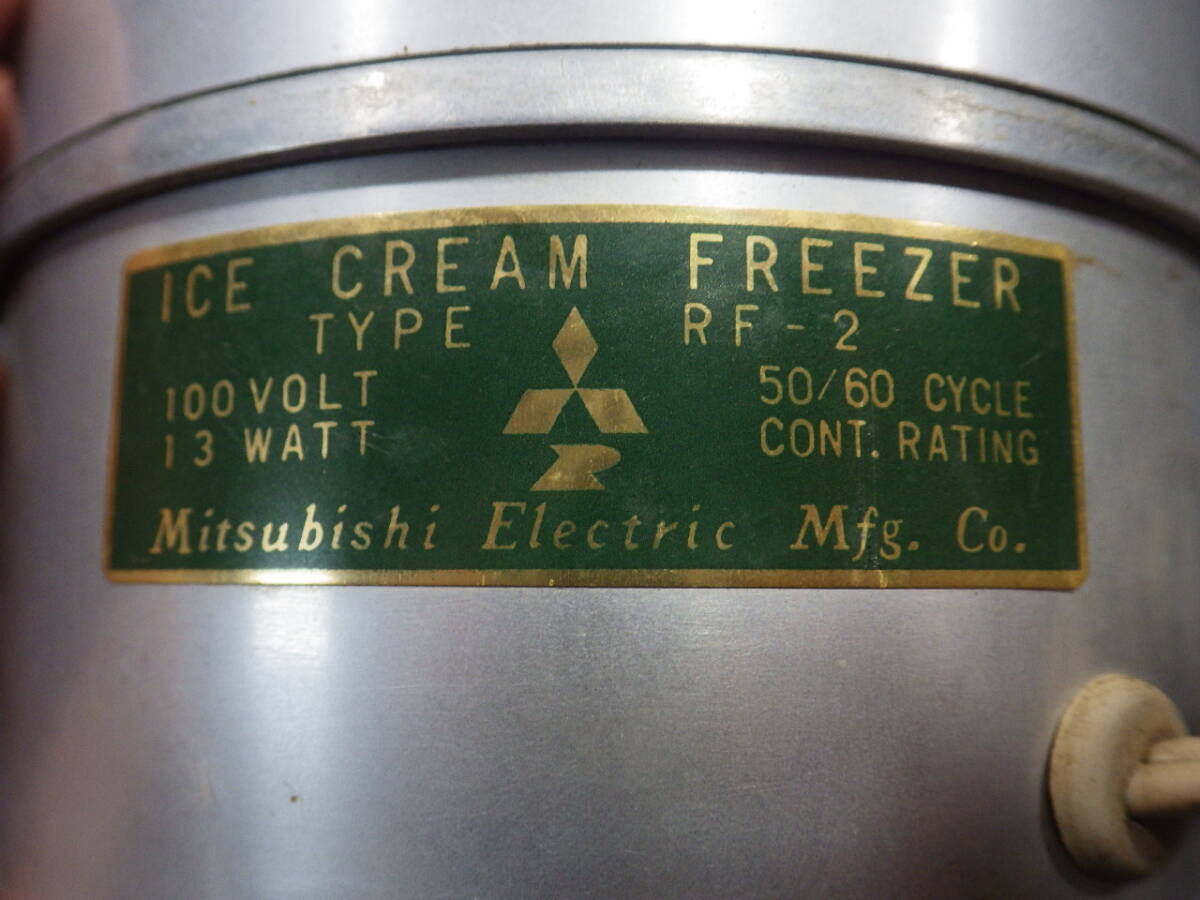 ICE CREAM FREEZER
TYPE RF-2
100 VOLT 50/60 CYCLE
13 WATT CONT. RATING
Mitsubishi Electric Mfg. Co.